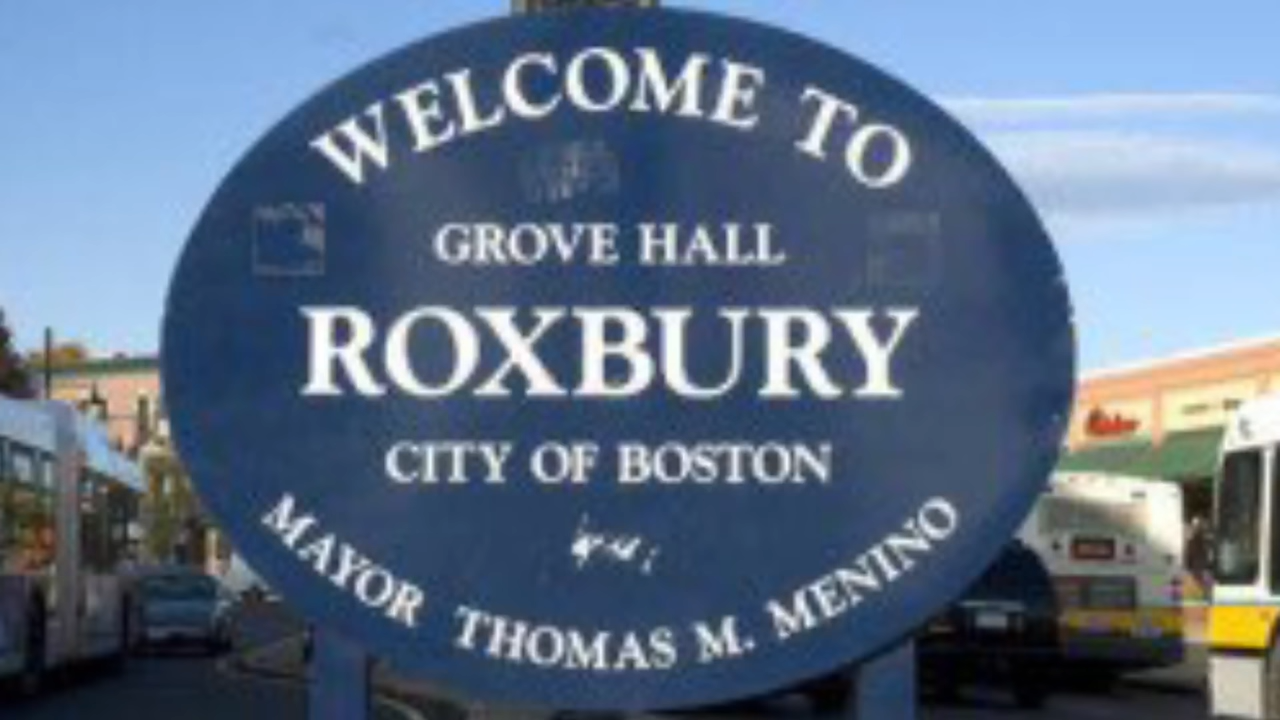 WELCOME TO
GROVE HALL
ROXBURY
CITY OF BOSTON
MAYOR THOMAS M. MENINO